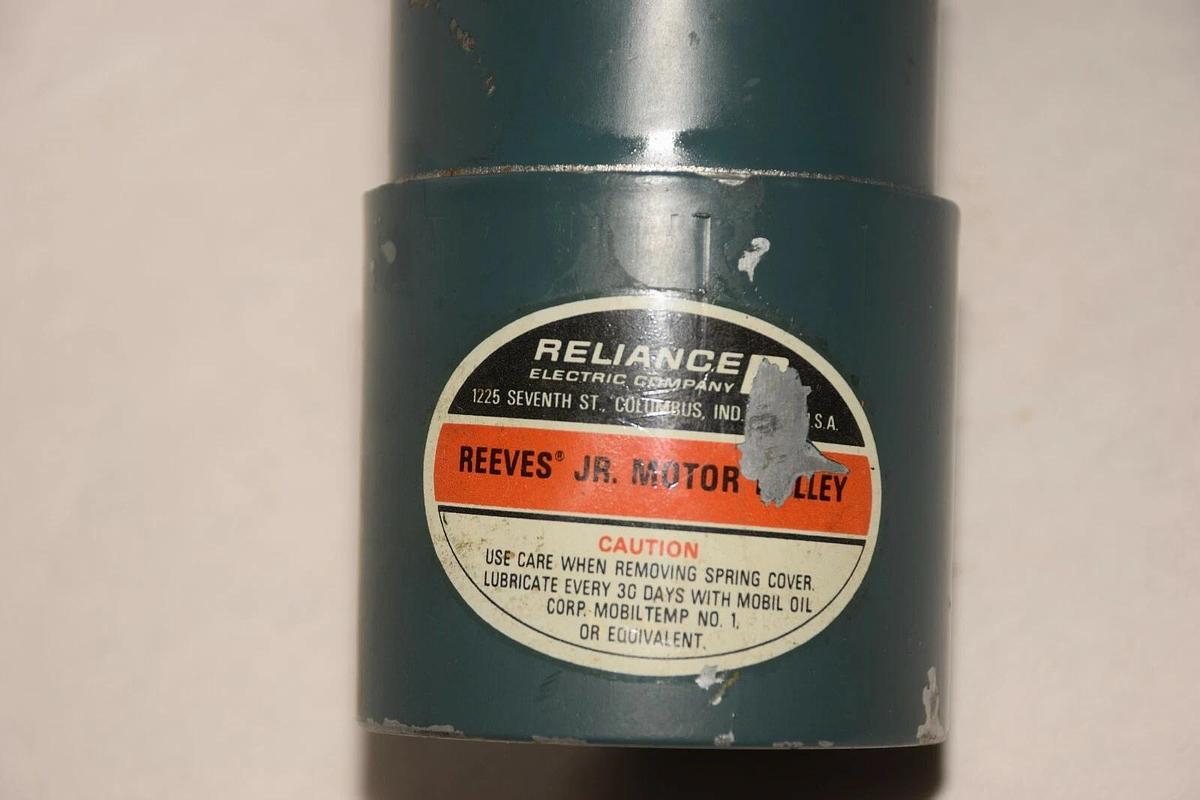 RELIANCE
ELECTRIC COMPANY
1225 SEVENTH ST., COLUMBUS, IND. .S.A.
REEVES® JR. MOTOR
CAUTION
USE CARE WHEN REMOVING SPRING COVER.
LUBRICATE EVERY 30 DAYS WITH MOBIL OIL
CORP. MOBILTEMP NO. 1,
OR EQUIVALENT.